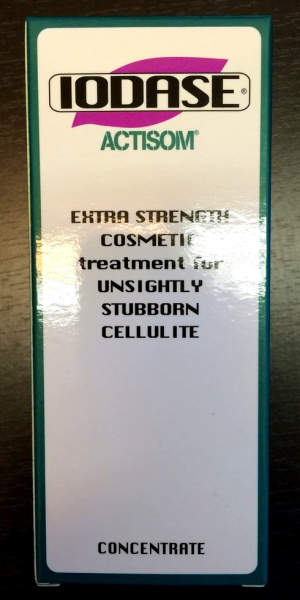 IODASE®
ACTISOM®
EXTRA STRENGTH
COSMETIC
treatment for
UNSIGHTLY
STUBBORN
CELLULITE
CONCENTRATE